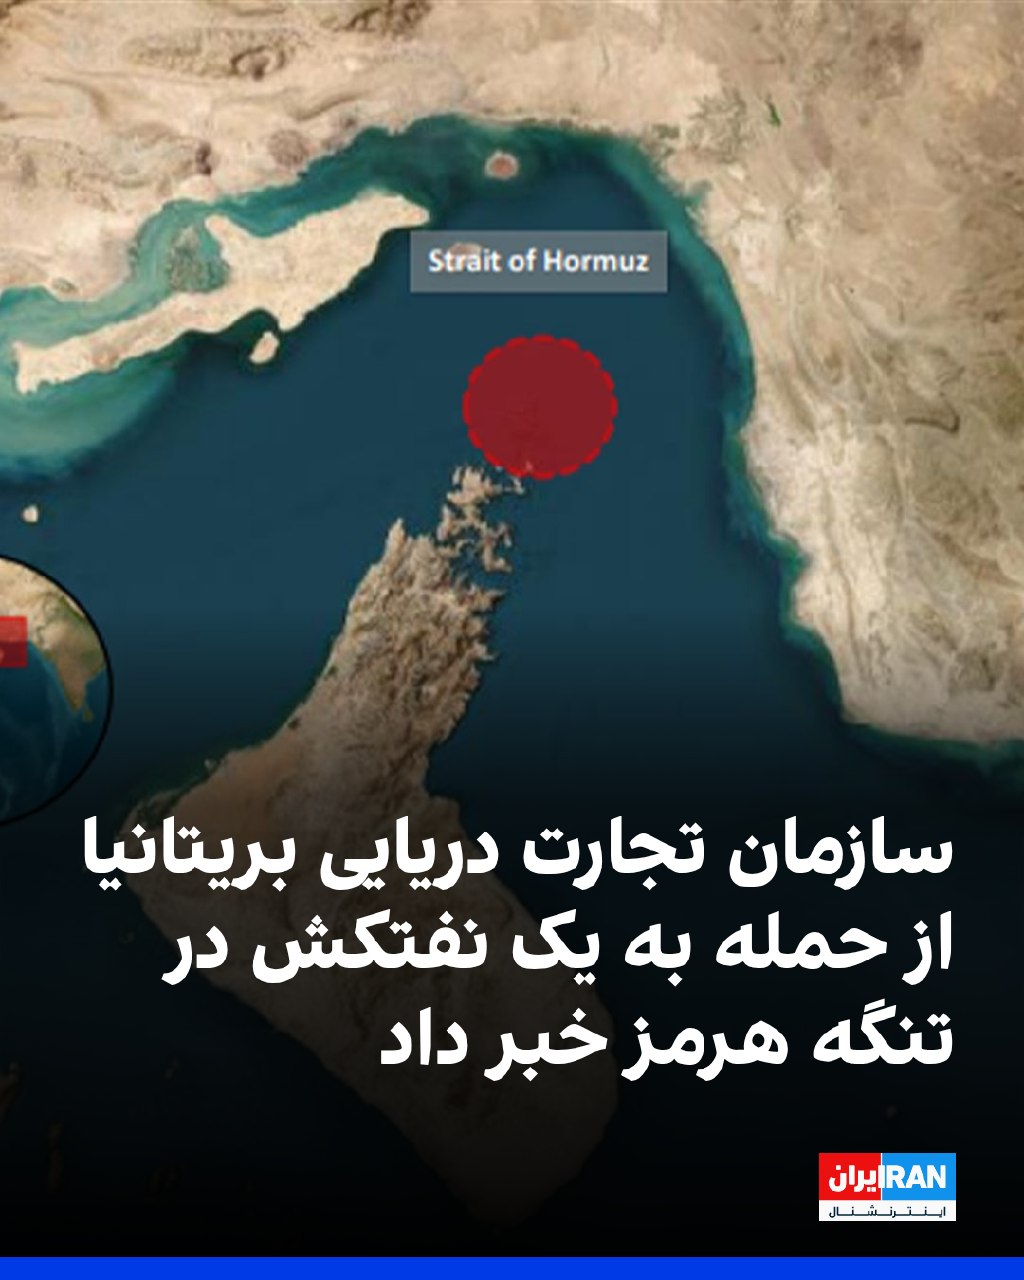 Strait of Hormuz
سازمان تجارت دریایی بریتانیا
از حمله به یک نفتکش در
تنگه هرمز خبر داد
ایران IRAN
اینترنشنال